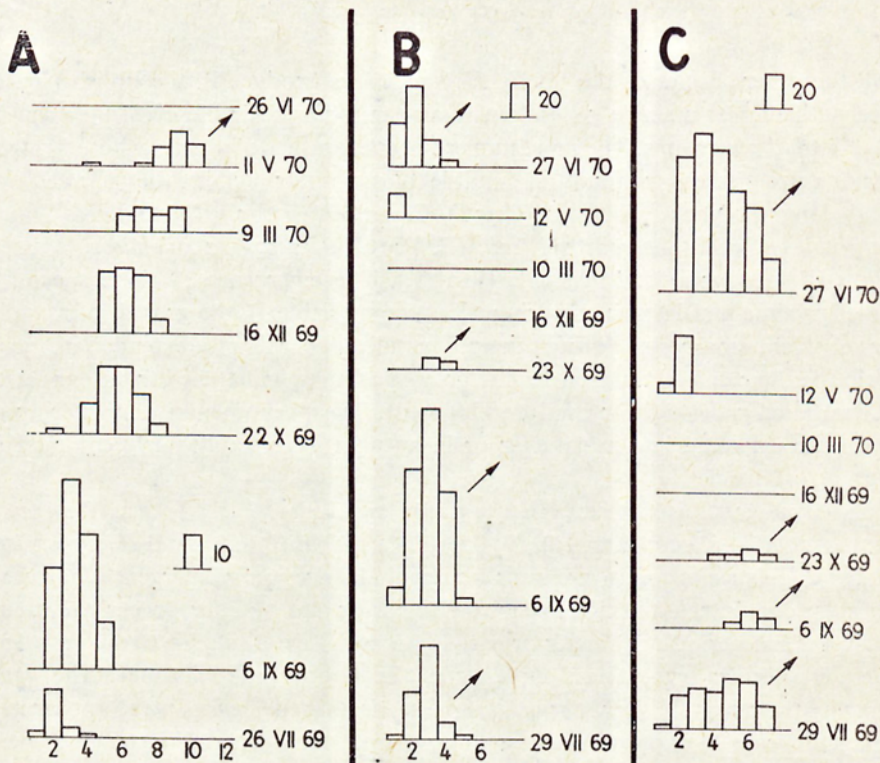 A
26 VI 70
11 V 70
9 III 70
16 XII 69
22 X 69
10
6 IX 69
26 VII 69
2 4 6 8 10 12
B
20
27 VI 70
12 V 70
10 III 70
16 XII 69
23 X 69
6 IX 69
29 VII 69
2 4 6
C
20
27 VI 70
12 V 70
10 III 70
16 XII 69
23 X 69
6 IX 69
29 VII 69
2 4 6